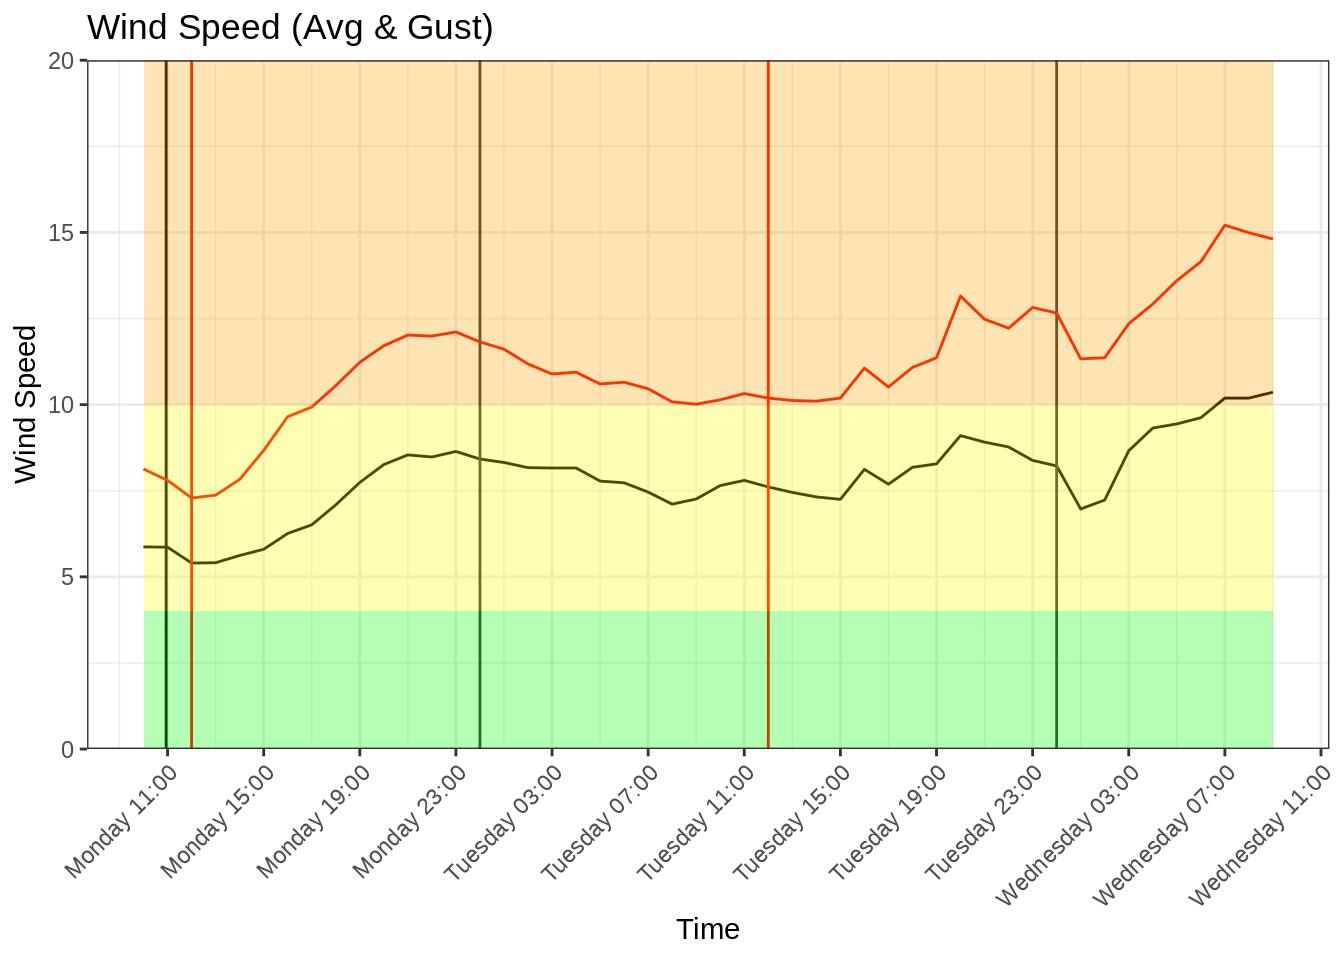 Wind Speed (Avg & Gust)
20
15
10
5
0
Wind Speed
Monday 11:00
Monday 15:00
Monday 19:00
Monday 23:00
Tuesday 03:00
Tuesday 07:00
Tuesday 11:00
Tuesday 15:00
Tuesday 19:00
Tuesday 23:00
Wednesday 03:00
Wednesday 07:00
Wednesday 11:00
Time